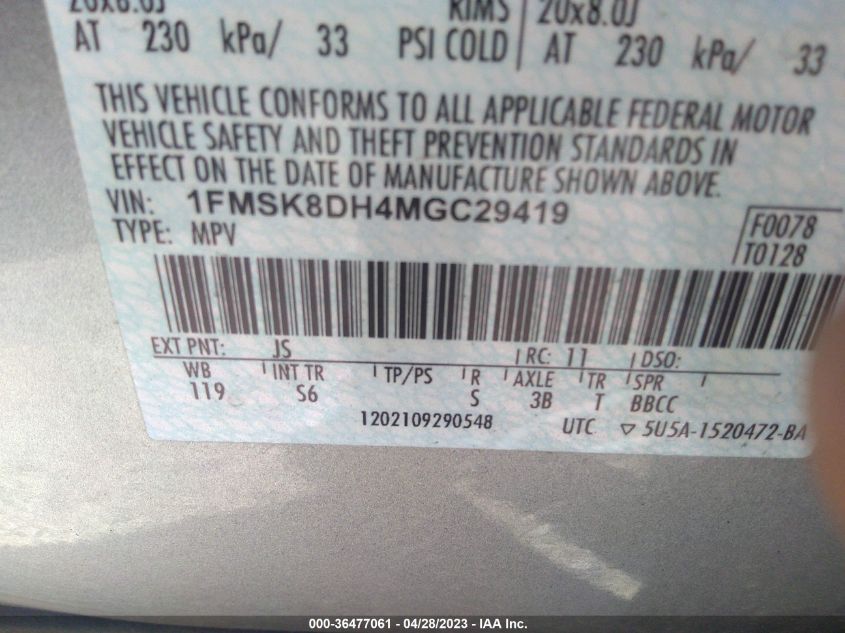 20x8.0J RIMS 20x8.0J
AT 230 kPa/ 33 PSI COLD AT 230 kPa/ 33
THIS VEHICLE CONFORMS TO ALL APPLICABLE FEDERAL MOTOR
VEHICLE SAFETY AND THEFT PREVENTION STANDARDS IN
EFFECT ON THE DATE OF MANUFACTURE SHOWN ABOVE.
VIN: 1FMSK8DH4MGC29419
TYPE: MPV
F0078
T0128
EXT PNT: JS RC: 11 DSO:
WB INT TR TP/PS R AXLE TR SPR
119 S6 S 3B T BBCC
1202109290548 UTC ▽ 5U5A-1520472-BA
000-36477061 - 04/28/2023 - IAA Inc.